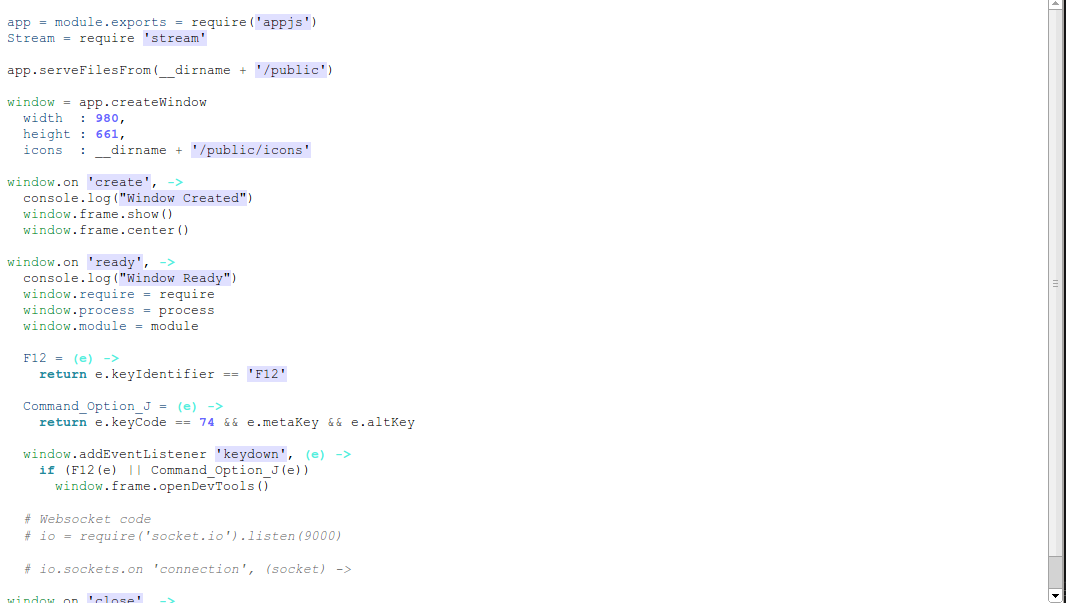 app = module.exports = require('appjs')
Stream = require 'stream'

app.serveFilesFrom(__dirname + '/public')

window = app.createWindow
  width  : 980,
  height : 661,
  icons  : __dirname + '/public/icons'

window.on 'create', ->
  console.log("Window Created")
  window.frame.show()
  window.frame.center()

window.on 'ready', ->
  console.log("Window Ready")
  window.require = require
  window.process = process
  window.module = module

  F12 = (e) ->
    return e.keyIdentifier == 'F12'

  Command_Option_J = (e) ->
    return e.keyCode == 74 && e.metaKey && e.altKey

  window.addEventListener 'keydown', (e) ->
    if (F12(e) || Command_Option_J(e))
      window.frame.openDevTools()

  # Websocket code
  # io = require('socket.io').listen(9000)

  # io.sockets.on 'connection', (socket) ->

window.on 'close', ->